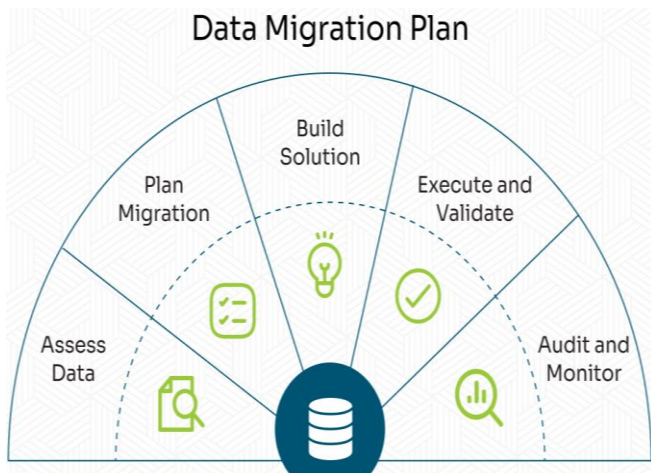 Data Migration Plan
Assess
Data
Plan
Migration
Build
Solution
Execute and
Validate
Audit and
Monitor